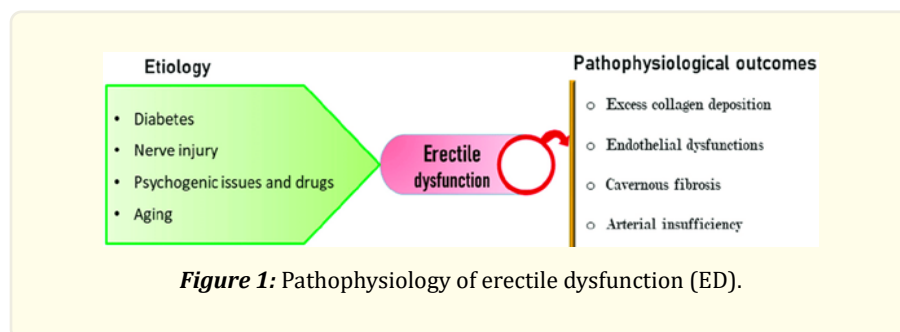 Etiology
• Diabetes
• Nerve injury
• Psychogenic issues and drugs
• Aging
Erectile
dysfunction
Pathophysiological outcomes
o Excess collagen deposition
o Endothelial dysfunctions
o Cavernous fibrosis
o Arterial insufficiency
Figure 1: Pathophysiology of erectile dysfunction (ED).